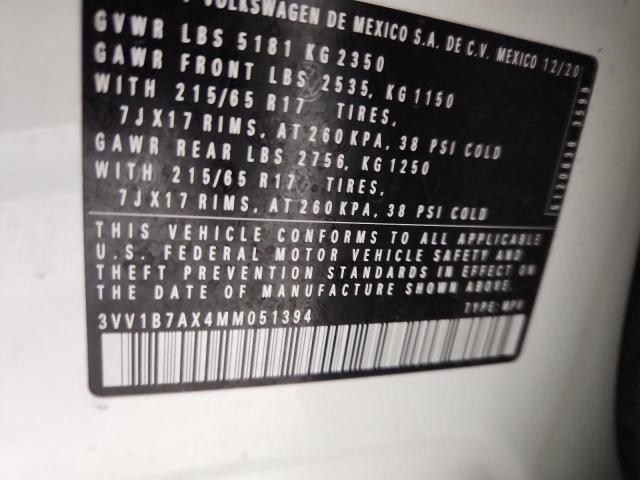 VOLKSWAGEN DE MEXICO S.A. DE C.V. MEXICO 12/20
GVWR LBS 5181 KG 2350
GAWR FRONT LBS 2535, KG 1150
WITH 215/65 R17 TIRES,
7JX17 RIMS, AT 260 KPA, 38 PSI COLD
GAWR REAR LBS 2756, KG 1250
WITH 215/65 R17 TIRES,
7JX17 RIMS, AT 260 KPA, 38 PSI COLD
THIS VEHICLE CONFORMS TO ALL APPLICABLE
U.S. FEDERAL MOTOR VEHICLE SAFETY AND
THEFT PREVENTION STANDARDS IN EFFECT ON
THE DATE OF MANUFACTURE SHOWN ABOVE.
3VV1B7AX4MM051394 TYPE: MPV